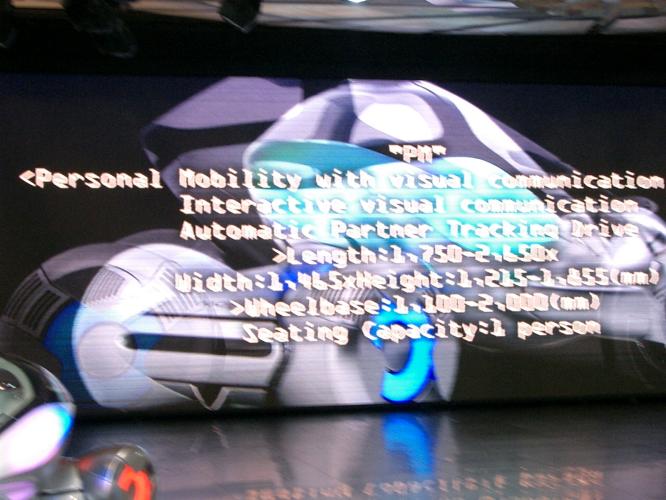 "PM"
<Personal Mobility with visual communication
Interactive visual communication
Automatic Partner Tracking Drive
>Length:1,750-2,650x
Width:1,465xHeight:1,215-1,855(mm)
>Wheelbase:1,100-2,000(mm)
Seating Capacity:1 person